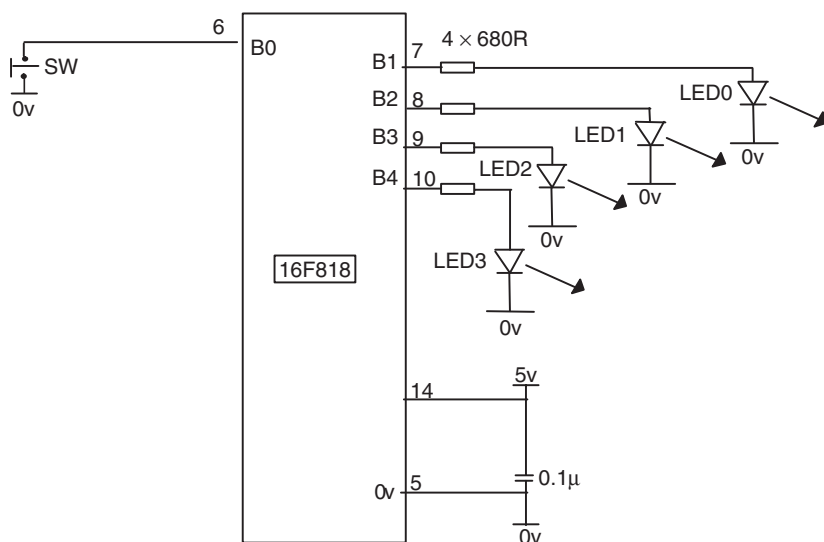 6
B0
SW
0v
B1
7
4 × 680R
LED0
0v
B2
8
LED1
0v
B3
9
LED2
0v
B4
10
LED3
0v
16F818
5v
14
0.1µ
0v
5
0v